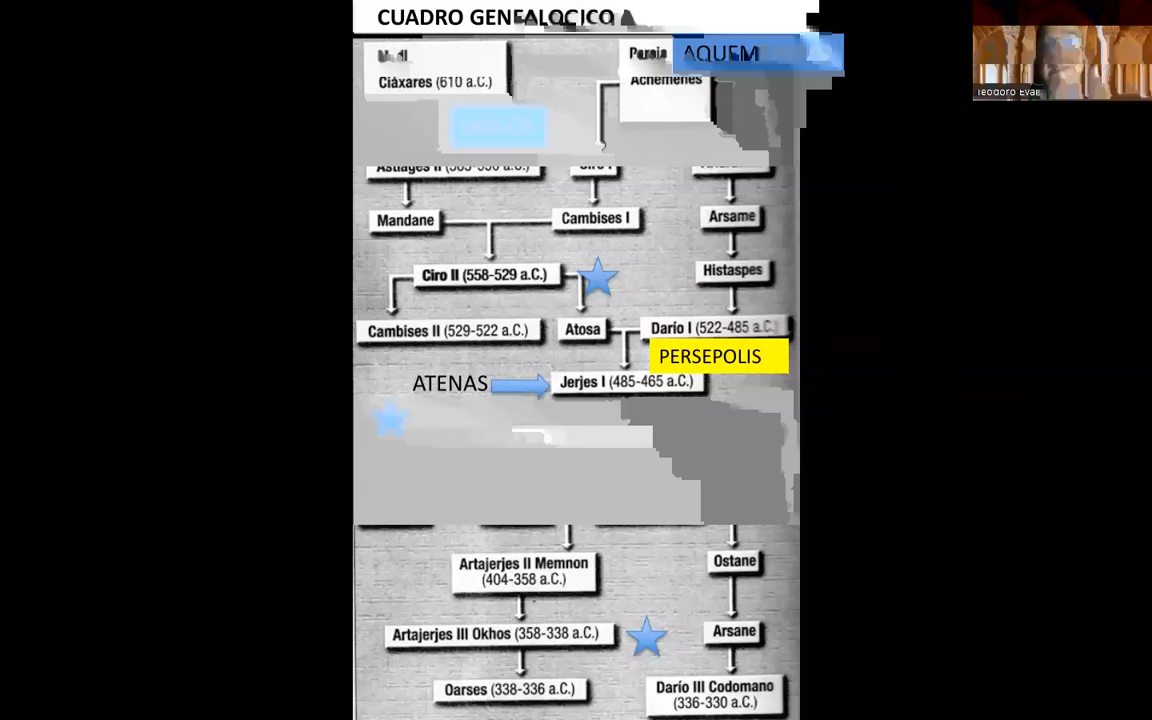 CUADRO GENEALOGICO A
AQUEM
Ciáxares (610 a.C.)
Achemenes
Teodoro Evan
Mandane
Cambises I
Arsame
Ciro II (558-529 a.C.)
Histaspes
Cambises II (529-522 a.C.)
Atosa
Darío I (522-485 a.C.)
PERSEPOLIS
ATENAS
Jerjes I (485-465 a.C.)
Artajerjes II Memnon
(404-358 a.C.)
Ostane
Artajerjes III Okhos (358-338 a.C.)
Arsane
Oarses (338-336 a.C.)
Darío III Codomano
(336-330 a.C.)